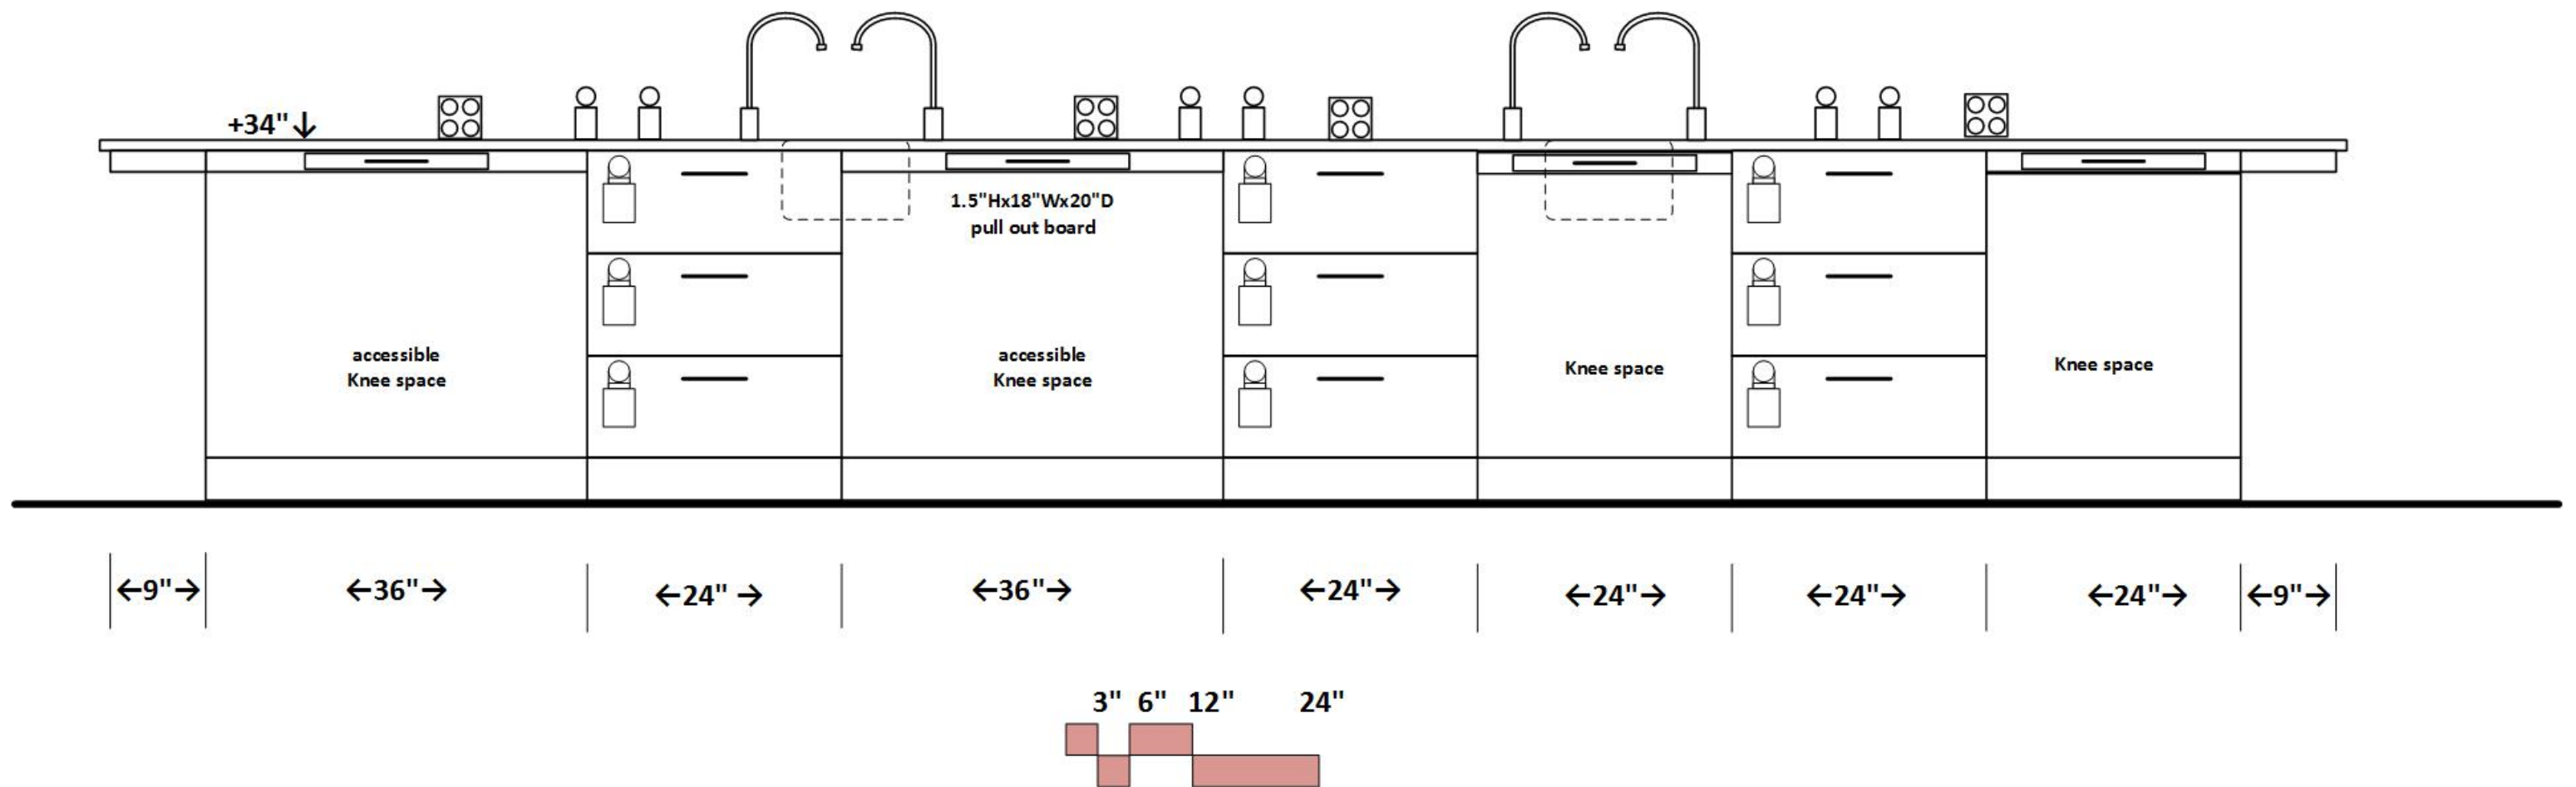 +34"↓
1.5"Hx18"Wx20"D
pull out board
accessible
Knee space
accessible
Knee space
Knee space
Knee space
←9"→ ←36"→ ←24" → ←36"→ ←24"→ ←24"→ ←24"→ ←24"→ ←9"→
3" 6" 12" 24"